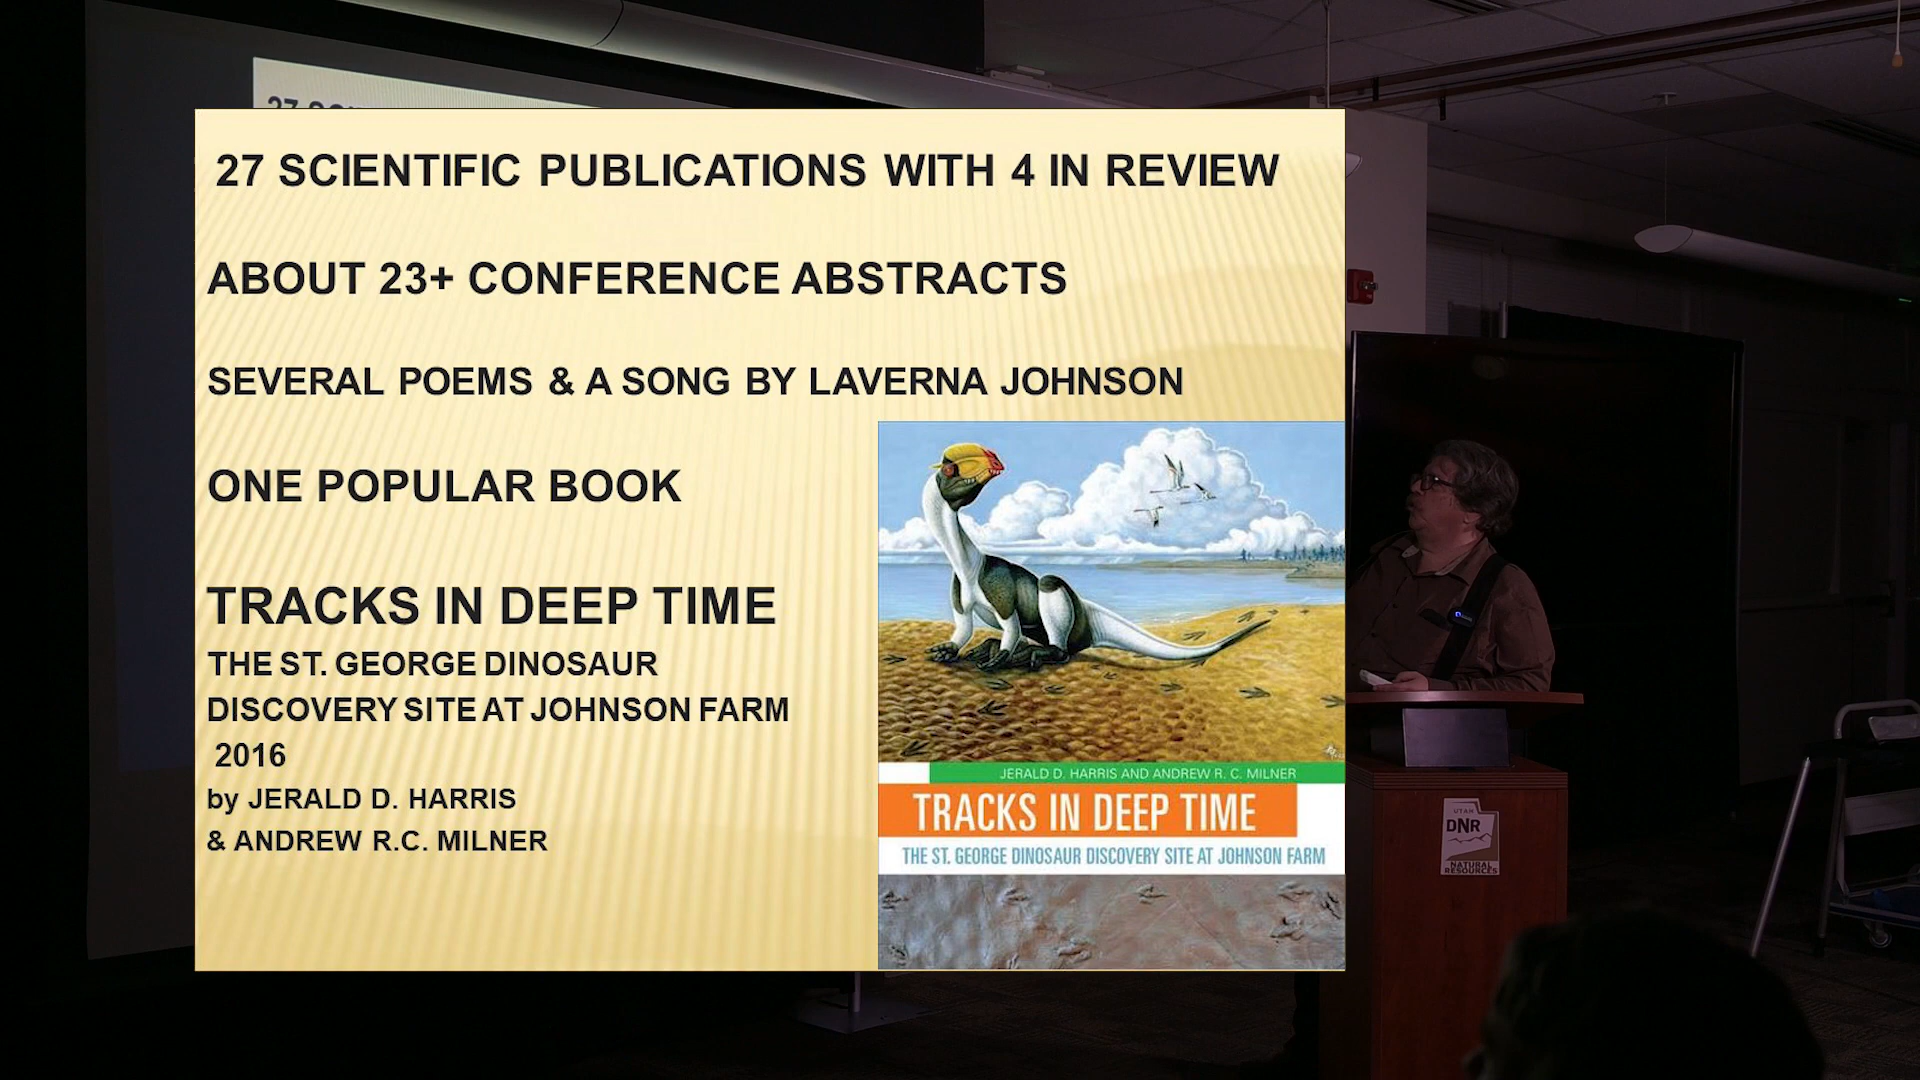 27 SCIENTIFIC PUBLICATIONS WITH 4 IN REVIEW
ABOUT 23+ CONFERENCE ABSTRACTS
SEVERAL POEMS & A SONG BY LAVERNA JOHNSON
ONE POPULAR BOOK
TRACKS IN DEEP TIME
THE ST. GEORGE DINOSAUR
DISCOVERY SITE AT JOHNSON FARM
2016
by JERALD D. HARRIS
& ANDREW R.C. MILNER
JERALD D. HARRIS AND ANDREW R. C. MILNER
TRACKS IN DEEP TIME
THE ST. GEORGE DINOSAUR DISCOVERY SITE AT JOHNSON FARM
UTAH
DNR
NATURAL
RESOURCES